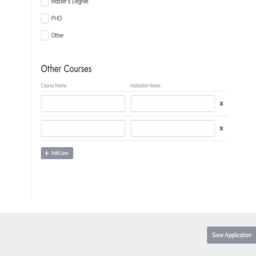 Master's Degree
PHD
Other
Other Courses
Course Name Institution Name
X
X
+ Add Line
Save Application